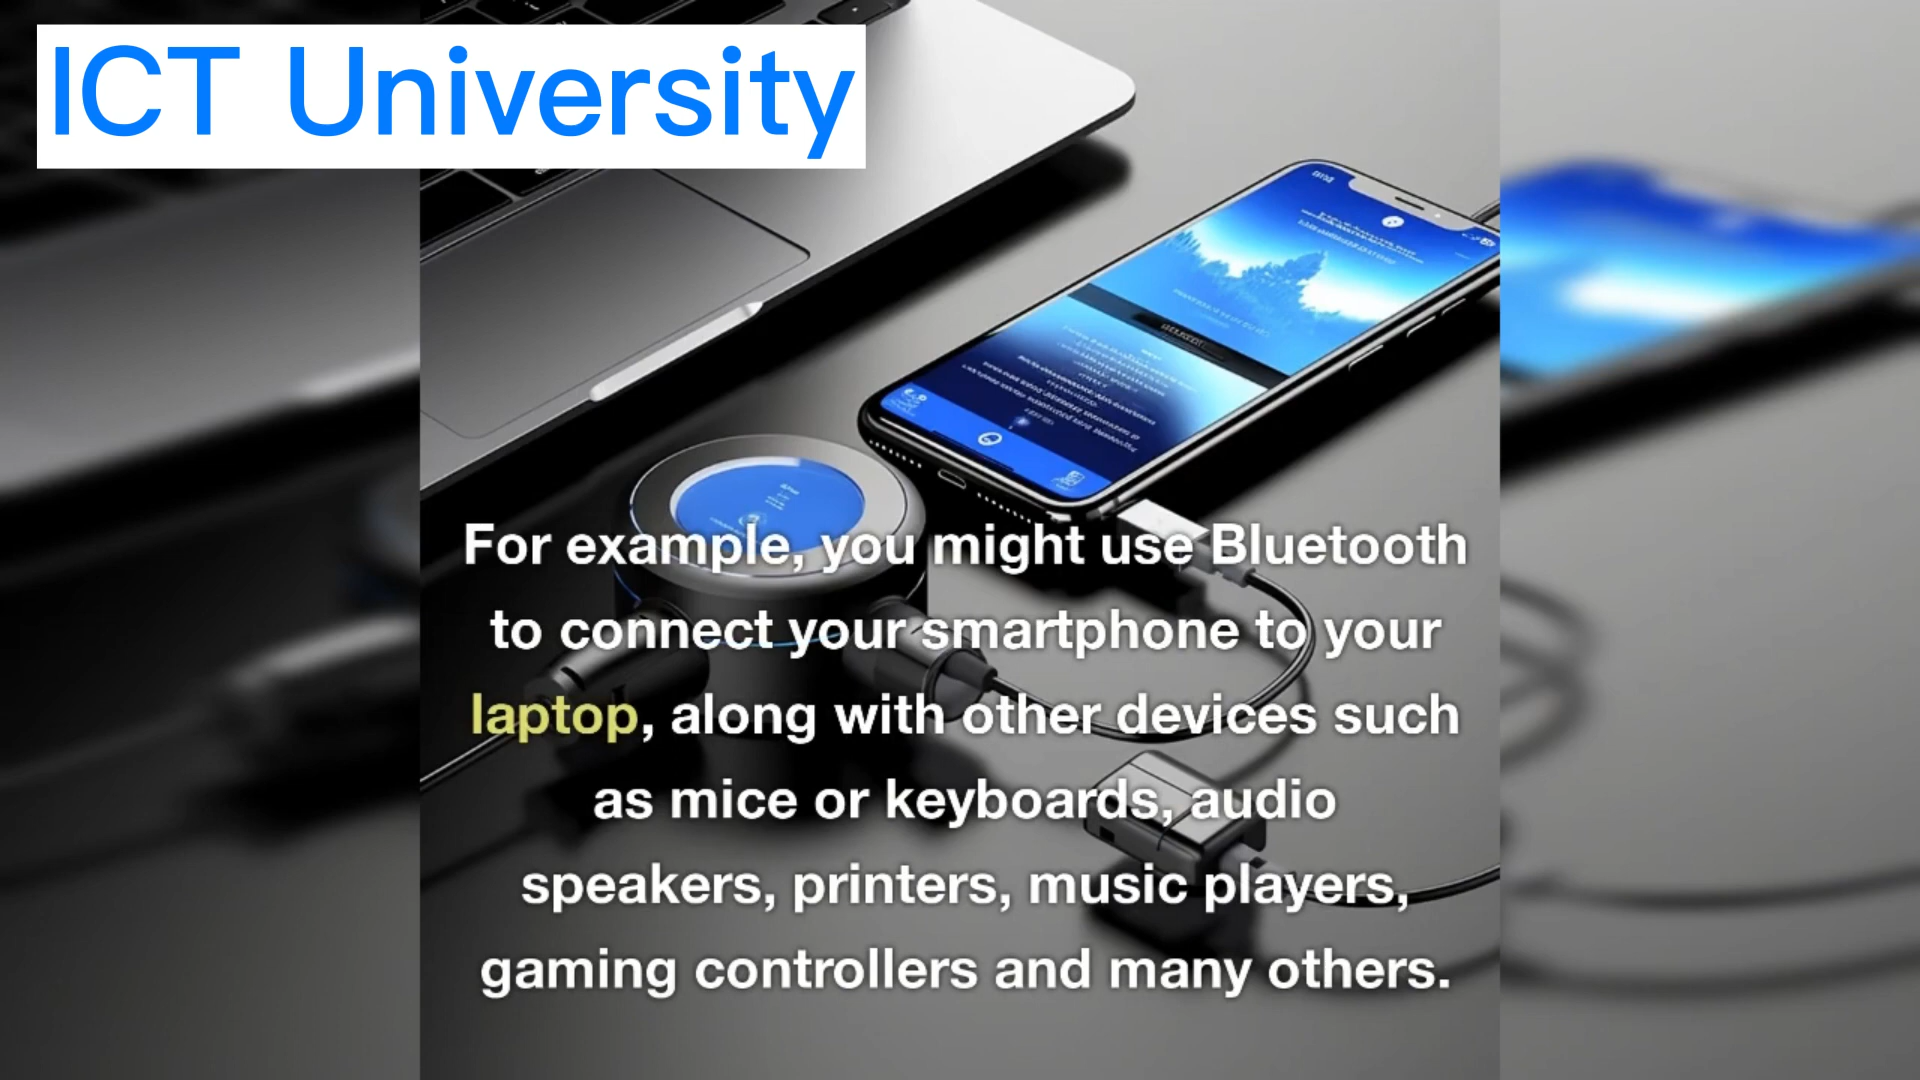 ICT University
For example, you might use Bluetooth
to connect your smartphone to your
laptop, along with other devices such
as mice or keyboards, audio
speakers, printers, music players,
gaming controllers and many others.